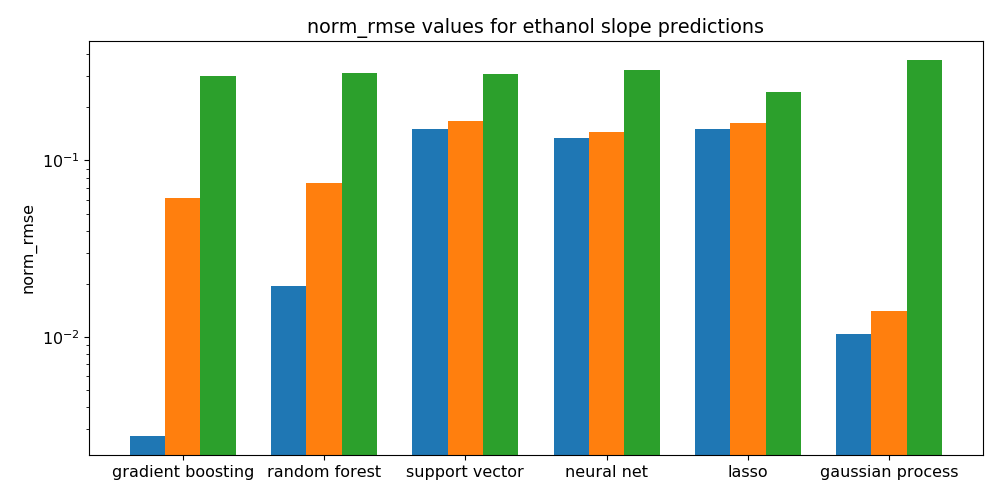 norm_rmse values for ethanol slope predictions
norm_rmse
10⁻¹
10⁻²
gradient boosting random forest support vector neural net lasso gaussian process